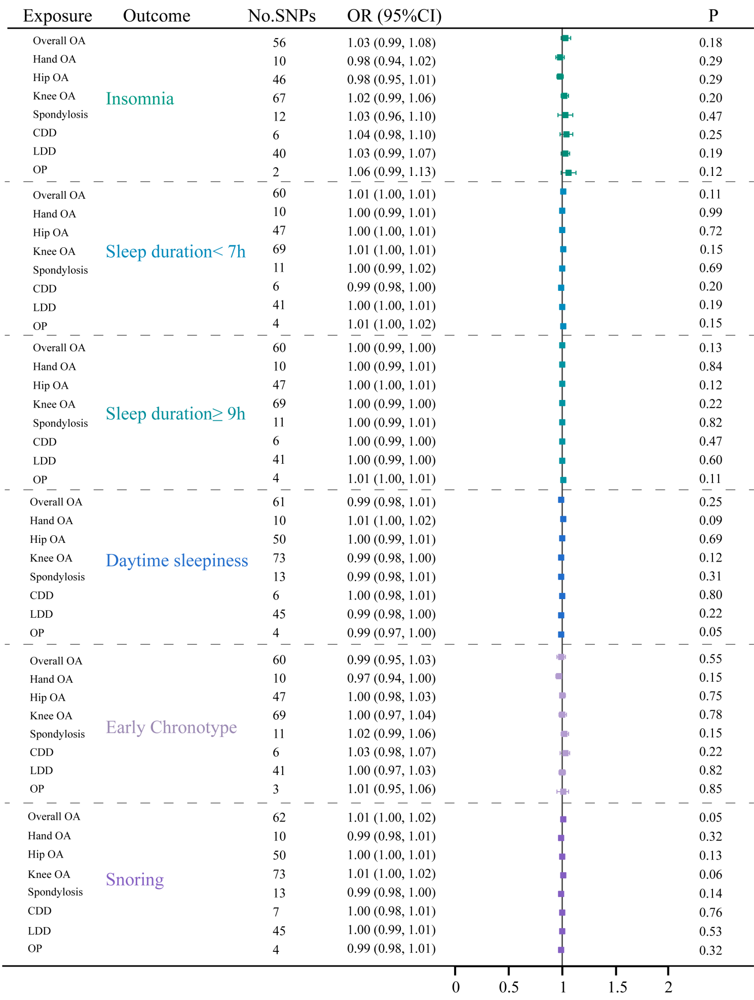 Exposure Outcome No.SNPs OR (95%CI) P
Overall OA 56 1.03 (0.99, 1.08) 0.18
Hand OA 10 0.98 (0.94, 1.02) 0.29
Hip OA 46 0.98 (0.95, 1.01) 0.29
Knee OA Insomnia 67 1.02 (0.99, 1.06) 0.20
Spondylosis 12 1.03 (0.96, 1.10) 0.47
CDD 6 1.04 (0.98, 1.10) 0.25
LDD 40 1.03 (0.99, 1.07) 0.19
OP 2 1.06 (0.99, 1.13) 0.12
Overall OA 60 1.01 (1.00, 1.01) 0.11
Hand OA 10 1.00 (0.99, 1.01) 0.99
Hip OA 47 1.00 (1.00, 1.01) 0.72
Knee OA Sleep duration< 7h 69 1.01 (1.00, 1.01) 0.15
Spondylosis 11 1.00 (0.99, 1.02) 0.69
CDD 6 0.99 (0.98, 1.00) 0.20
LDD 41 1.00 (1.00, 1.01) 0.19
OP 4 1.01 (1.00, 1.02) 0.15
Overall OA 60 1.00 (0.99, 1.00) 0.13
Hand OA 10 1.00 (0.99, 1.01) 0.84
Hip OA 47 1.00 (1.00, 1.01) 0.12
Knee OA 69 1.00 (0.99, 1.00) 0.22
Sleep duration≥ 9h
Spondylosis 11 1.00 (0.99, 1.01) 0.82
CDD 6 1.00 (0.99, 1.00) 0.47
LDD 41 1.00 (0.99, 1.00) 0.60
OP 4 1.01 (1.00, 1.01) 0.11
Overall OA 61 0.99 (0.98, 1.01) 0.25
Hand OA 10 1.01 (1.00, 1.02) 0.09
Hip OA 50 1.00 (0.99, 1.01) 0.69
Knee OA Daytime sleepiness 73 0.99 (0.98, 1.00) 0.12
Spondylosis 13 0.99 (0.98, 1.01) 0.31
CDD 6 1.00 (0.98, 1.01) 0.80
LDD 45 0.99 (0.98, 1.00) 0.22
OP 4 0.99 (0.97, 1.00) 0.05
Overall OA 60 0.99 (0.95, 1.03) 0.55
Hand OA 10 0.97 (0.94, 1.00) 0.15
Hip OA 47 1.00 (0.98, 1.03) 0.75
Knee OA 69 1.00 (0.97, 1.04) 0.78
Early Chronotype
Spondylosis 11 1.02 (0.99, 1.06) 0.15
CDD 6 1.03 (0.98, 1.07) 0.22
LDD 41 1.00 (0.97, 1.03) 0.82
OP 3 1.01 (0.95, 1.06) 0.85
Overall OA 62 1.01 (1.00, 1.02) 0.05
Hand OA 10 0.99 (0.98, 1.01) 0.32
Hip OA 50 1.00 (1.00, 1.01) 0.13
Knee OA Snoring 73 1.01 (1.00, 1.02) 0.06
Spondylosis 13 0.99 (0.98, 1.00) 0.14
CDD 7 1.00 (0.98, 1.01) 0.76
LDD 45 1.00 (0.99, 1.01) 0.53
OP 4 0.99 (0.98, 1.01) 0.32
0 0.5 1 1.5 2